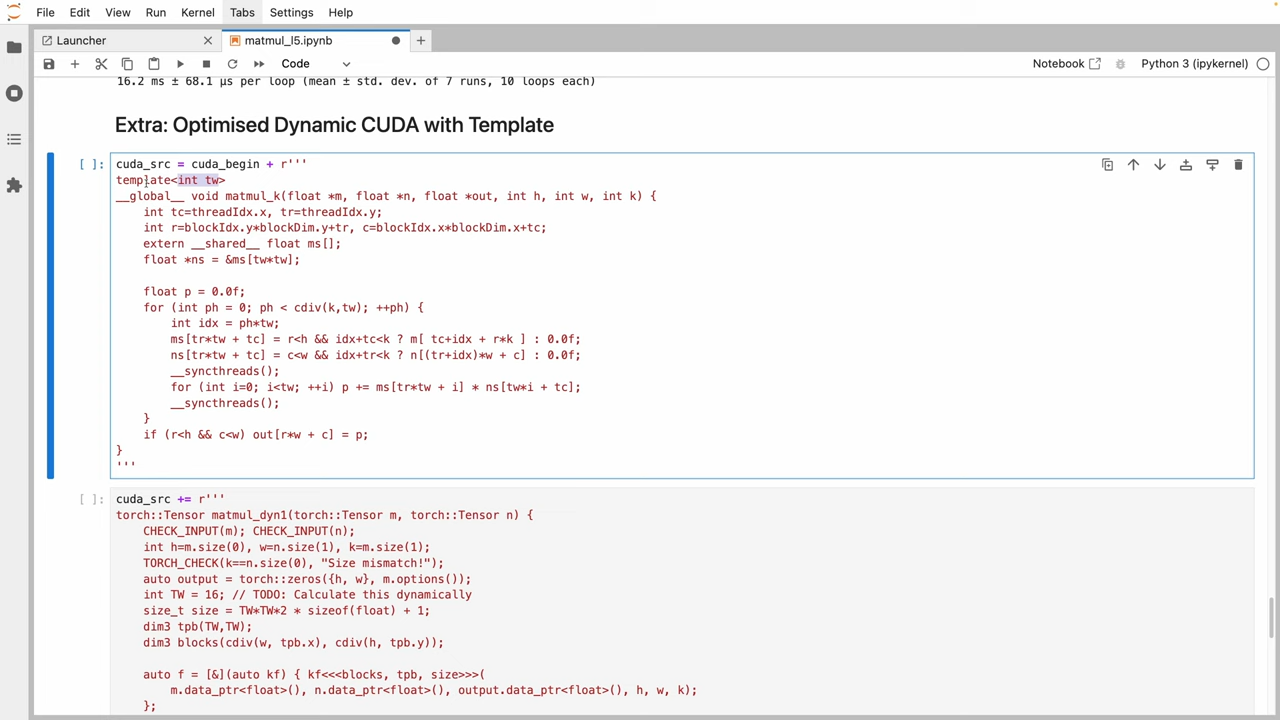 File Edit View Run Kernel Tabs Settings Help
Launcher
matmul_l5.ipynb
Code
Notebook
Python 3 (ipykernel)
16.2 ms ± 68.1 µs per loop (mean ± std. dev. of 7 runs, 10 loops each)
Extra: Optimised Dynamic CUDA with Template
[ ]: cuda_src = cuda_begin + r'''
template<int tw>
__global__ void matmul_k(float *m, float *n, float *out, int h, int w, int k) {
    int tc=threadIdx.x, tr=threadIdx.y;
    int r=blockIdx.y*blockDim.y+tr, c=blockIdx.x*blockDim.x+tc;
    extern __shared__ float ms[];
    float *ns = &ms[tw*tw];
    float p = 0.0f;
    for (int ph = 0; ph < cdiv(k,tw); ++ph) {
        int idx = ph*tw;
        ms[tr*tw + tc] = r<h && idx+tc<k ? m[ tc+idx + r*k ] : 0.0f;
        ns[tr*tw + tc] = c<w && idx+tr<k ? n[(tr+idx)*w + c] : 0.0f;
        __syncthreads();
        for (int i=0; i<tw; ++i) p += ms[tr*tw + i] * ns[tw*i + tc];
        __syncthreads();
    }
    if (r<h && c<w) out[r*w + c] = p;
}
'''
[ ]: cuda_src += r'''
torch::Tensor matmul_dyn1(torch::Tensor m, torch::Tensor n) {
    CHECK_INPUT(m); CHECK_INPUT(n);
    int h=m.size(0), w=n.size(1), k=m.size(1);
    TORCH_CHECK(k==n.size(0), "Size mismatch!");
    auto output = torch::zeros({h, w}, m.options());
    int TW = 16; // TODO: Calculate this dynamically
    size_t size = TW*TW*2 * sizeof(float) + 1;
    dim3 tpb(TW,TW);
    dim3 blocks(cdiv(w, tpb.x), cdiv(h, tpb.y));
    auto f = [&](auto kf) { kf<<<blocks, tpb, size>>>(
        m.data_ptr<float>(), n.data_ptr<float>(), output.data_ptr<float>(), h, w, k);
    };